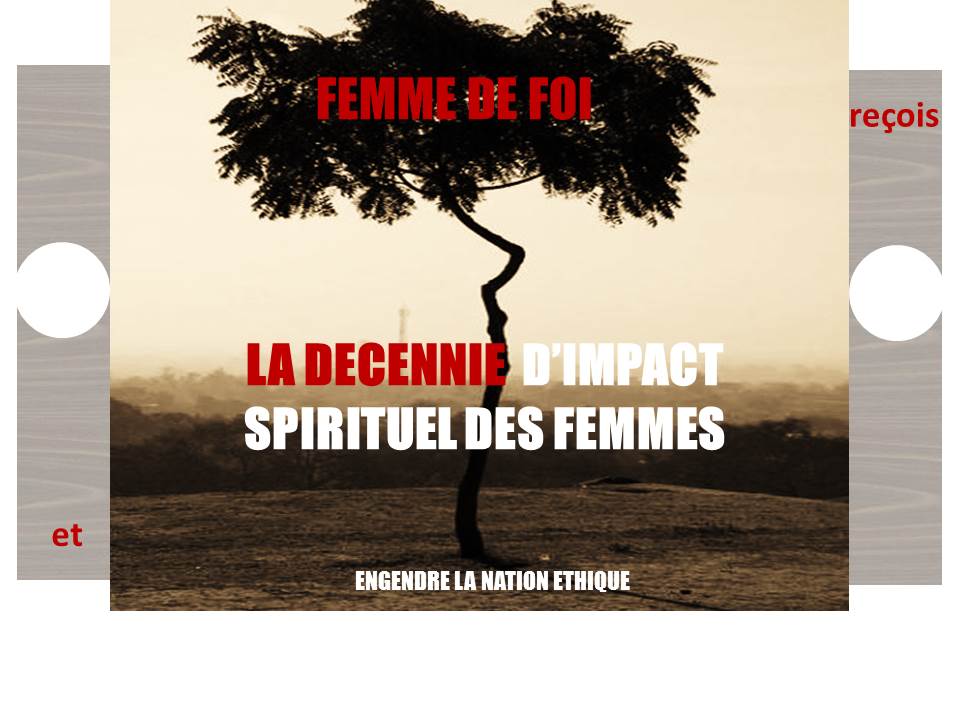 FEMME DE FOI
reçois
LA DECENNIE D’IMPACT
SPIRITUEL DES FEMMES
et
ENGENDRE LA NATION ETHIQUE